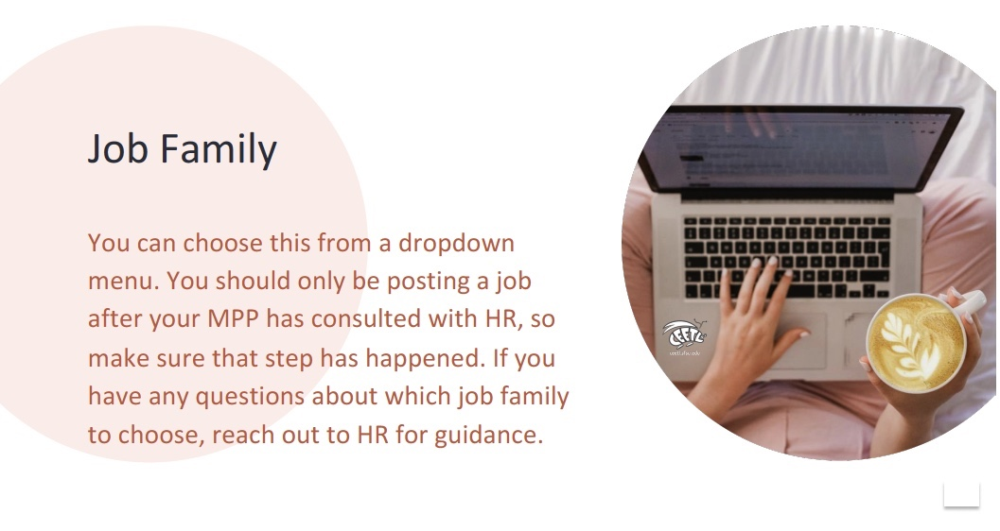 Job Family
You can choose this from a dropdown
menu. You should only be posting a job
after your MPP has consulted with HR, so
make sure that step has happened. If you
have any questions about which job family
to choose, reach out to HR for guidance.
CEETL